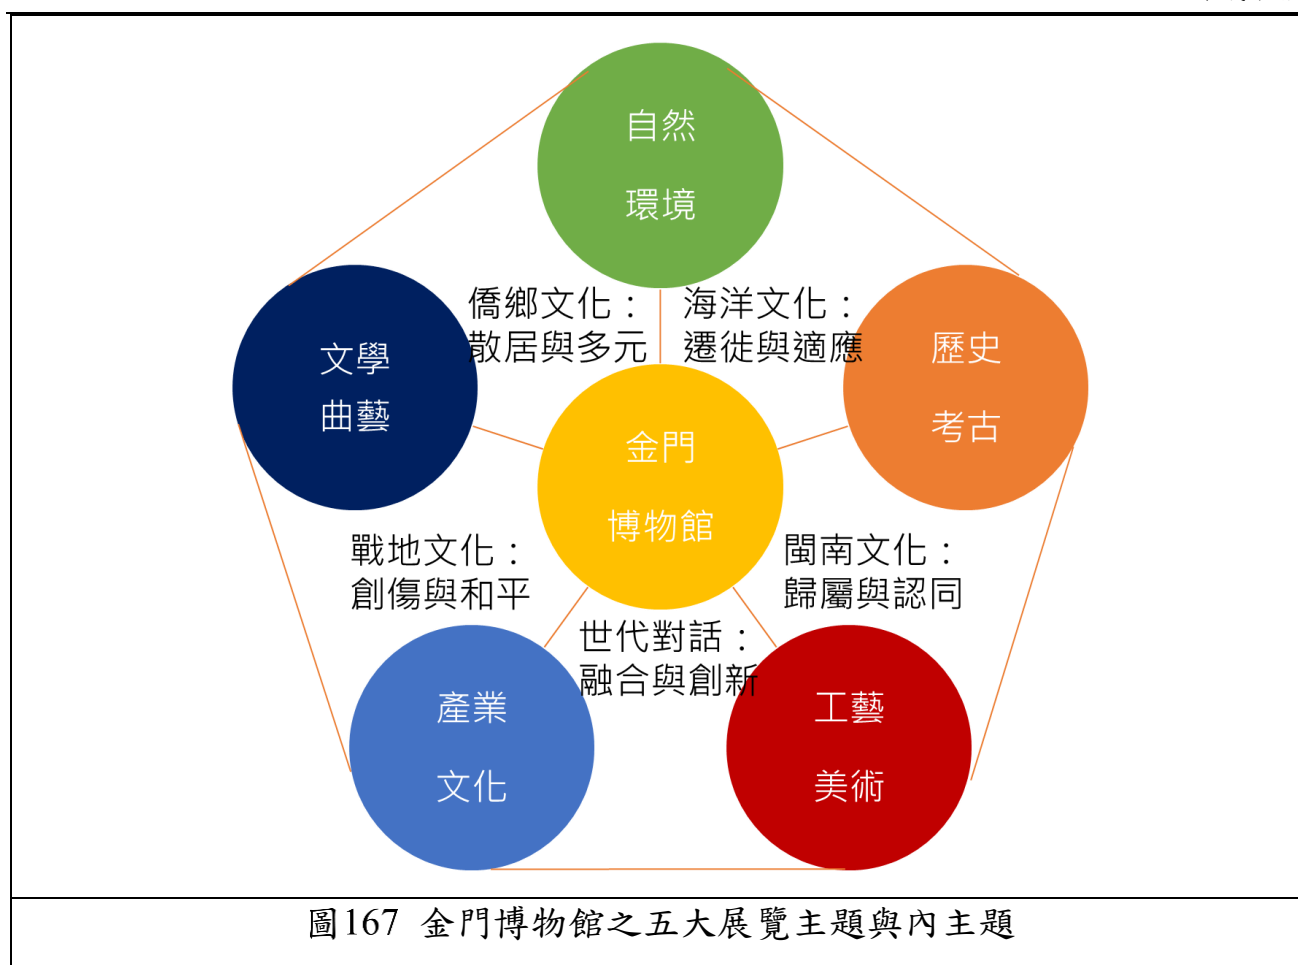 自然
環境
僑鄉文化：
散居與多元
海洋文化：
遷徙與適應
文學
曲藝
歷史
考古
金門
博物館
戰地文化：
創傷與和平
閩南文化：
歸屬與認同
世代對話：
融合與創新
產業
文化
工藝
美術
圖167 金門博物館之五大展覽主題與內主題